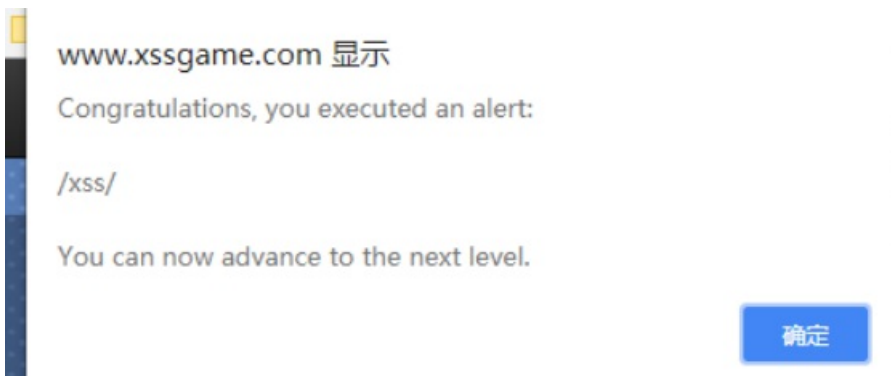 www.xssgame.com 显示
Congratulations, you executed an alert:
/xss/
You can now advance to the next level.
确定